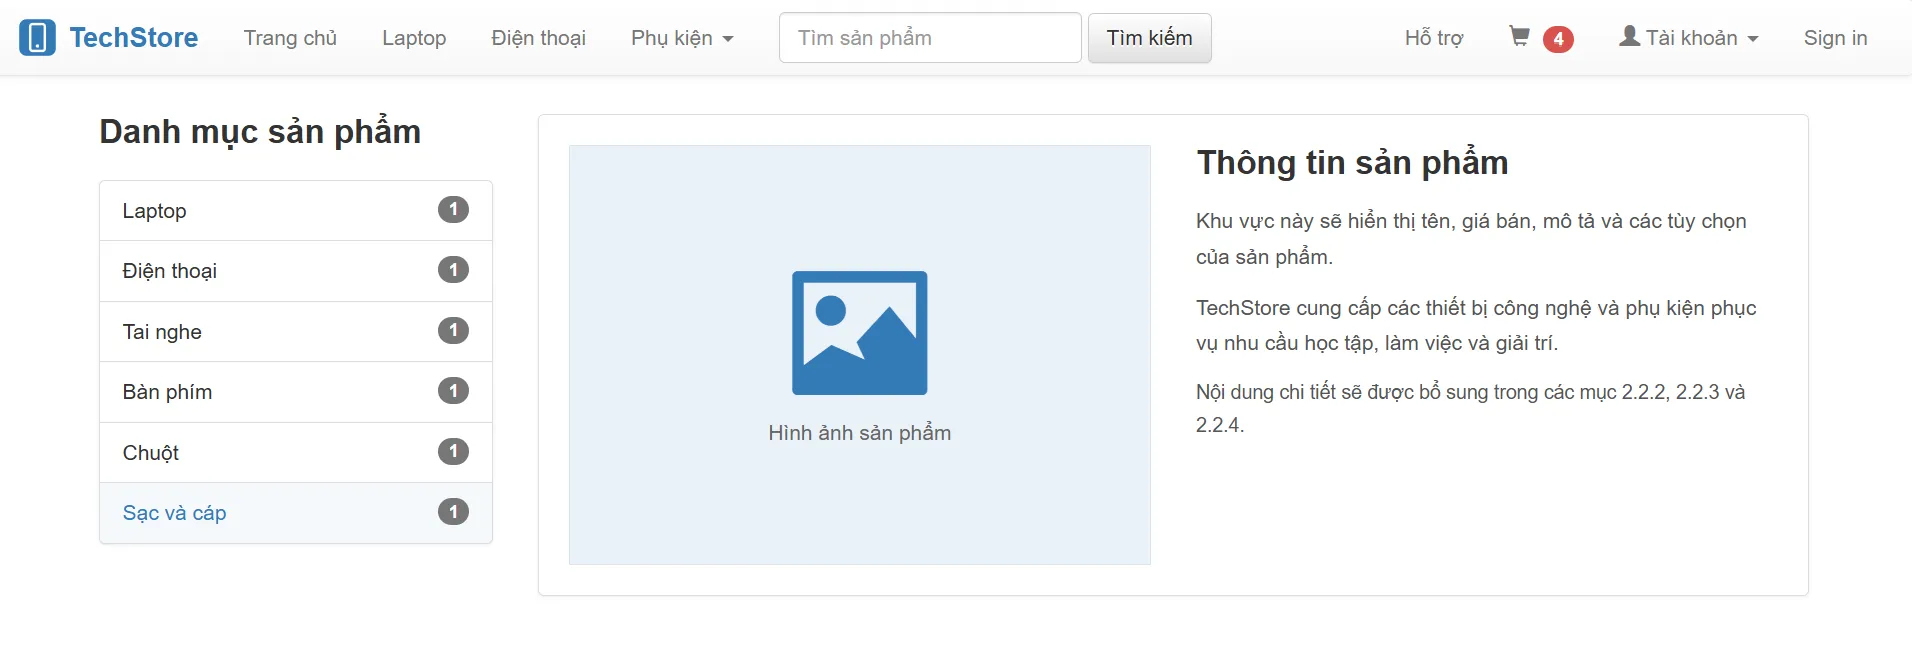 TechStore Trang chủ Laptop Điện thoại Phụ kiện Tìm sản phẩm Tìm kiếm Hỗ trợ 4 Tài khoản Sign in
Danh mục sản phẩm
Laptop 1
Điện thoại 1
Tai nghe 1
Bàn phím 1
Chuột 1
Sạc và cáp 1
Hình ảnh sản phẩm
Thông tin sản phẩm
Khu vực này sẽ hiển thị tên, giá bán, mô tả và các tùy chọn
của sản phẩm.
TechStore cung cấp các thiết bị công nghệ và phụ kiện phục
vụ nhu cầu học tập, làm việc và giải trí.
Nội dung chi tiết sẽ được bổ sung trong các mục 2.2.2, 2.2.3 và
2.2.4.